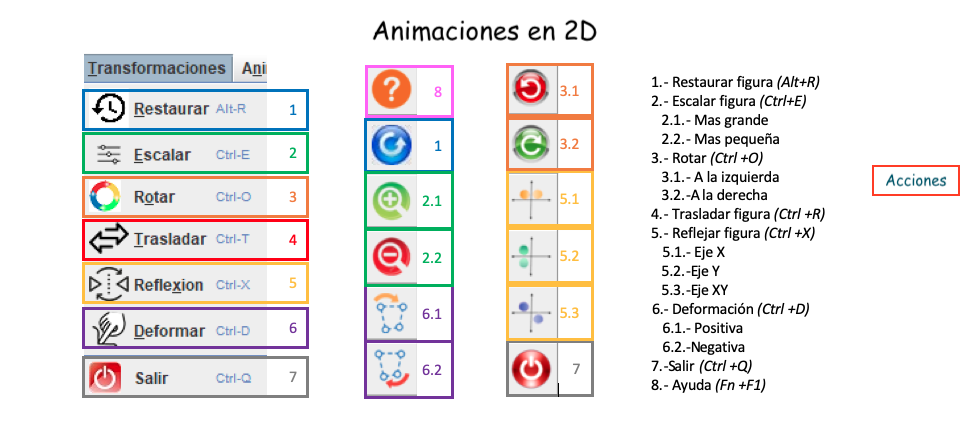 Animaciones en 2D
Transformaciones Ani
Restaurar Alt-R 1
Escalar Ctrl-E 2
Rotar Ctrl-O 3
Trasladar Ctrl-T 4
Reflexion Ctrl-X 5
Deformar Ctrl-D 6
Salir Ctrl-Q 7
? 8
1
2.1
2.2
6.1
6.2
3.1
3.2
5.1
5.2
5.3
7
1.- Restaurar figura (Alt+R)
2.- Escalar figura (Ctrl+E)
2.1.- Mas grande
2.2.- Mas pequeña
3.- Rotar (Ctrl +O)
3.1.- A la izquierda
3.2.-A la derecha
4.- Trasladar figura (Ctrl +R)
5.- Reflejar figura (Ctrl +X)
5.1.- Eje X
5.2.-Eje Y
5.3.-Eje XY
6.- Deformación (Ctrl +D)
6.1.- Positiva
6.2.-Negativa
7.-Salir (Ctrl +Q)
8.- Ayuda (Fn +F1)
Acciones